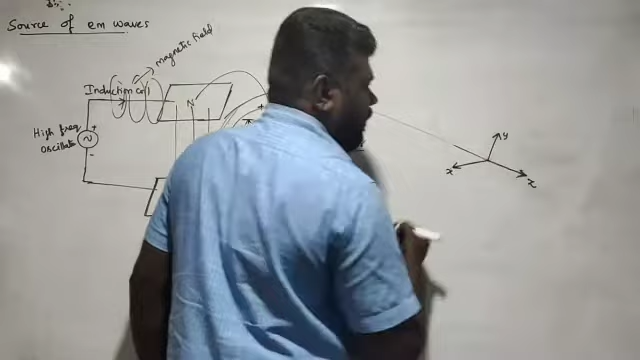 Source of em waves
magnetic field
Induction coil
N
High freq
Oscillator
+
-
+
y
x
x